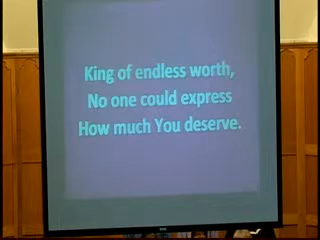 King of endless worth,
No one could express
How much You deserve.